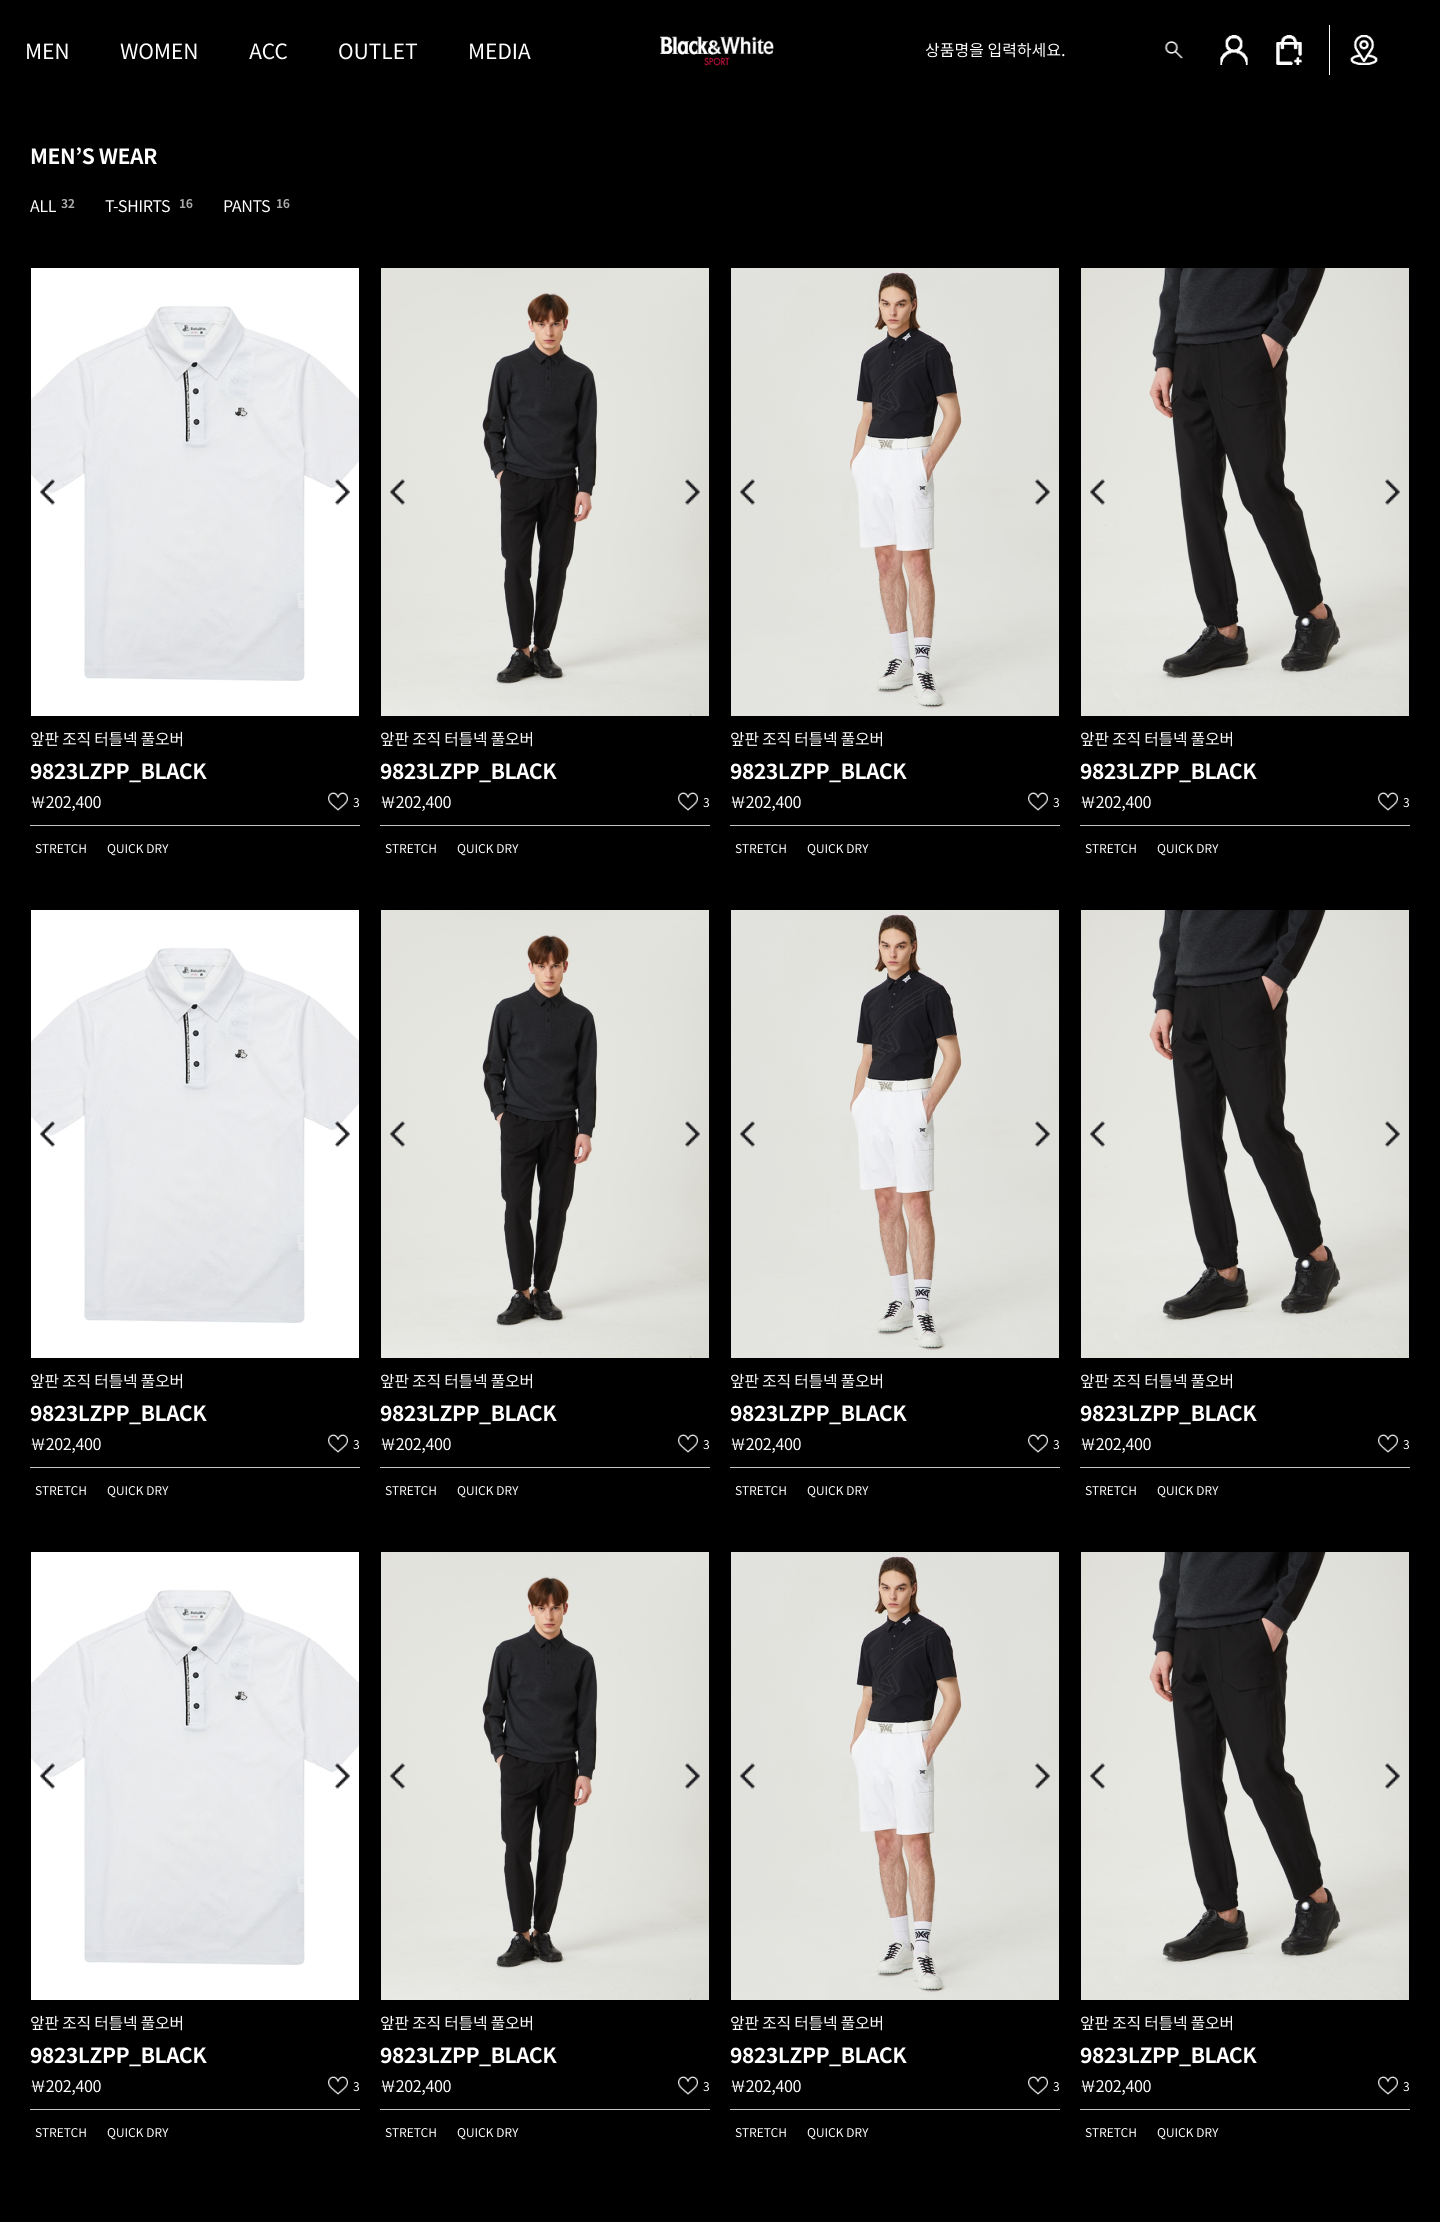 MEN WOMEN ACC OUTLET MEDIA Black&White 상품명을 입력하세요.
SPORT
MEN'S WEAR
ALL 32 T-SHIRTS 16 PANTS 16
앞판 조직 터틀넥 풀오버 앞판 조직 터틀넥 풀오버 앞판 조직 터틀넥 풀오버 앞판 조직 터틀넥 풀오버
9823LZPP_BLACK 9823LZPP_BLACK 9823LZPP_BLACK 9823LZPP_BLACK
₩202,400 3 ₩202,400 3 ₩202,400 3 ₩202,400 3
STRETCH QUICK DRY STRETCH QUICK DRY STRETCH QUICK DRY STRETCH QUICK DRY
앞판 조직 터틀넥 풀오버 앞판 조직 터틀넥 풀오버 앞판 조직 터틀넥 풀오버 앞판 조직 터틀넥 풀오버
9823LZPP_BLACK 9823LZPP_BLACK 9823LZPP_BLACK 9823LZPP_BLACK
₩202,400 3 ₩202,400 3 ₩202,400 3 ₩202,400 3
STRETCH QUICK DRY STRETCH QUICK DRY STRETCH QUICK DRY STRETCH QUICK DRY
앞판 조직 터틀넥 풀오버 앞판 조직 터틀넥 풀오버 앞판 조직 터틀넥 풀오버 앞판 조직 터틀넥 풀오버
9823LZPP_BLACK 9823LZPP_BLACK 9823LZPP_BLACK 9823LZPP_BLACK
₩202,400 3 ₩202,400 3 ₩202,400 3 ₩202,400 3
STRETCH QUICK DRY STRETCH QUICK DRY STRETCH QUICK DRY STRETCH QUICK DRY